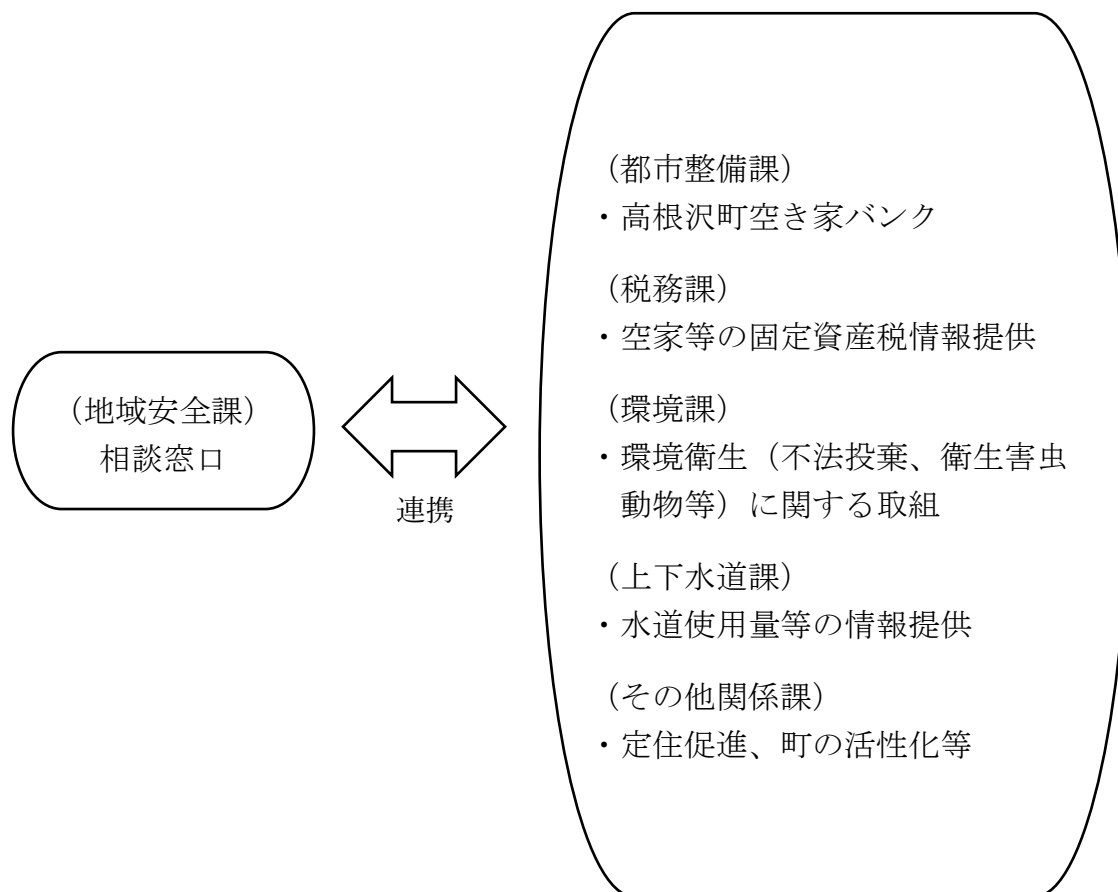 (地域安全課)
相談窓口
連携
(都市整備課)
・高根沢町空き家バンク
(税務課)
・空家等の固定資産税情報提供
(環境課)
・環境衛生(不法投棄、衛生害虫
動物等)に関する取組
(上下水道課)
・水道使用量等の情報提供
(その他関係課)
・定住促進、町の活性化等